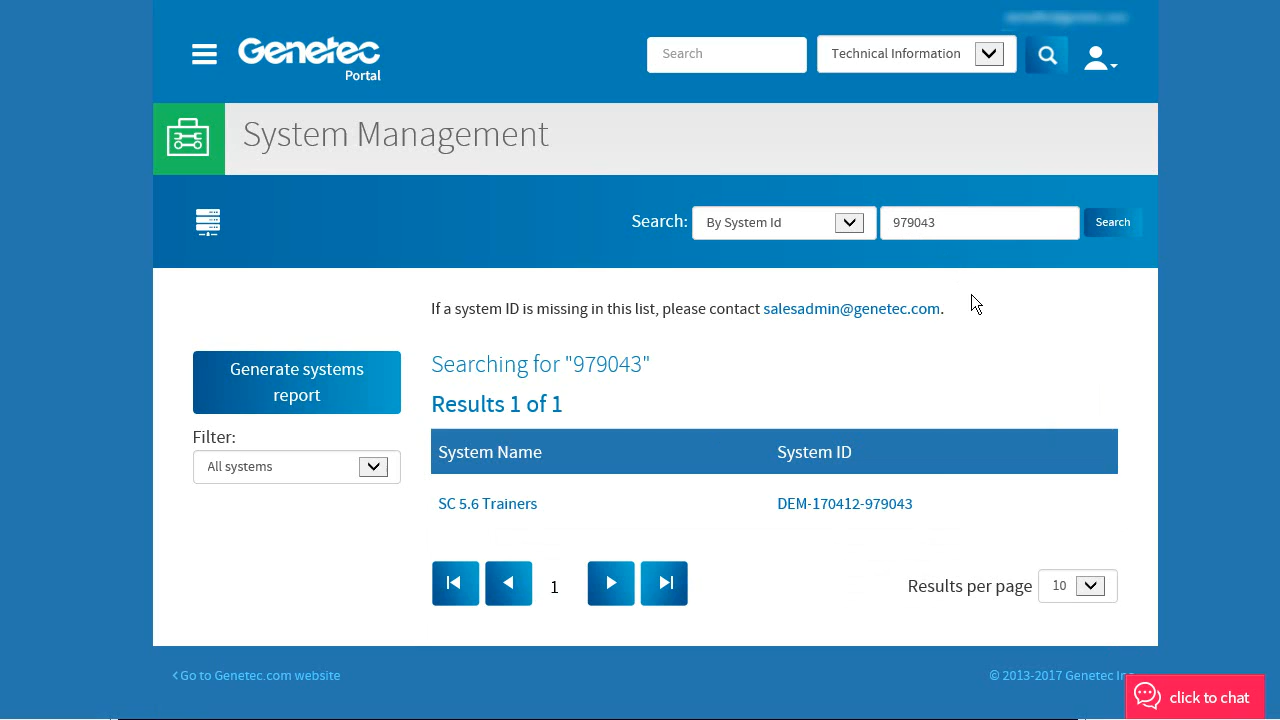 Genetec
Portal
Search
Technical Information
System Management
Search:
By System Id
979043
Search
If a system ID is missing in this list, please contact salesadmin@genetec.com.
Generate systems
report
Searching for "979043"
Results 1 of 1
Filter:
All systems
System Name
System ID
SC 5.6 Trainers
DEM-170412-979043
1
Results per page
10
Go to Genetec.com website
© 2013-2017 Genetec Inc.
click to chat